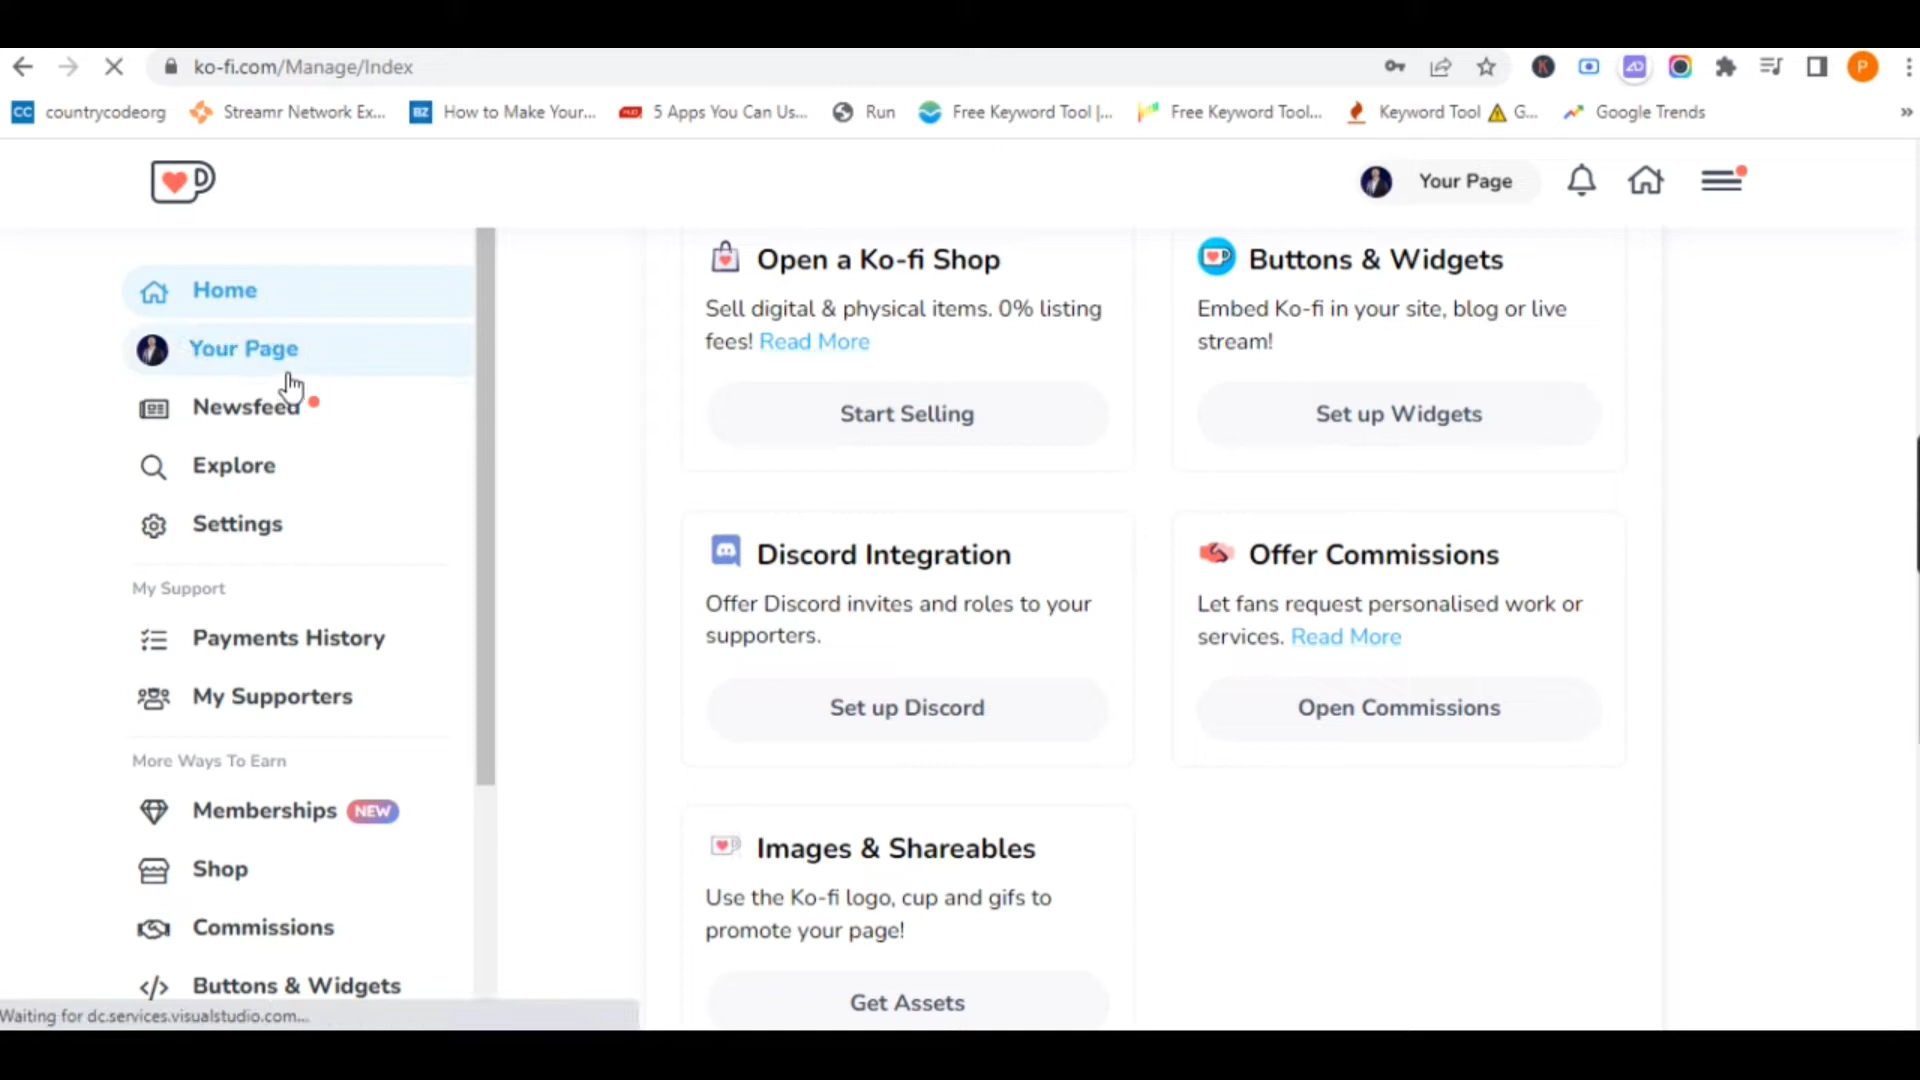 ko-fi.com/Manage/Index
P
CC countrycodeorg Streamr Network Ex... BZ How to Make Your... 5 Apps You Can Us... Run Free Keyword Tool |... Free Keyword Tool... Keyword Tool G... Google Trends »
Your Page
Home
Your Page
Newsfeed
Explore
Settings
My Support
Payments History
My Supporters
More Ways To Earn
Memberships NEW
Shop
Commissions
Buttons & Widgets
Open a Ko-fi Shop
Sell digital & physical items. 0% listing
fees! Read More
Start Selling
Buttons & Widgets
Embed Ko-fi in your site, blog or live
stream!
Set up Widgets
Discord Integration
Offer Discord invites and roles to your
supporters.
Set up Discord
Offer Commissions
Let fans request personalised work or
services. Read More
Open Commissions
Images & Shareables
Use the Ko-fi logo, cup and gifs to
promote your page!
Get Assets
Waiting for dc.services.visualstudio.com...